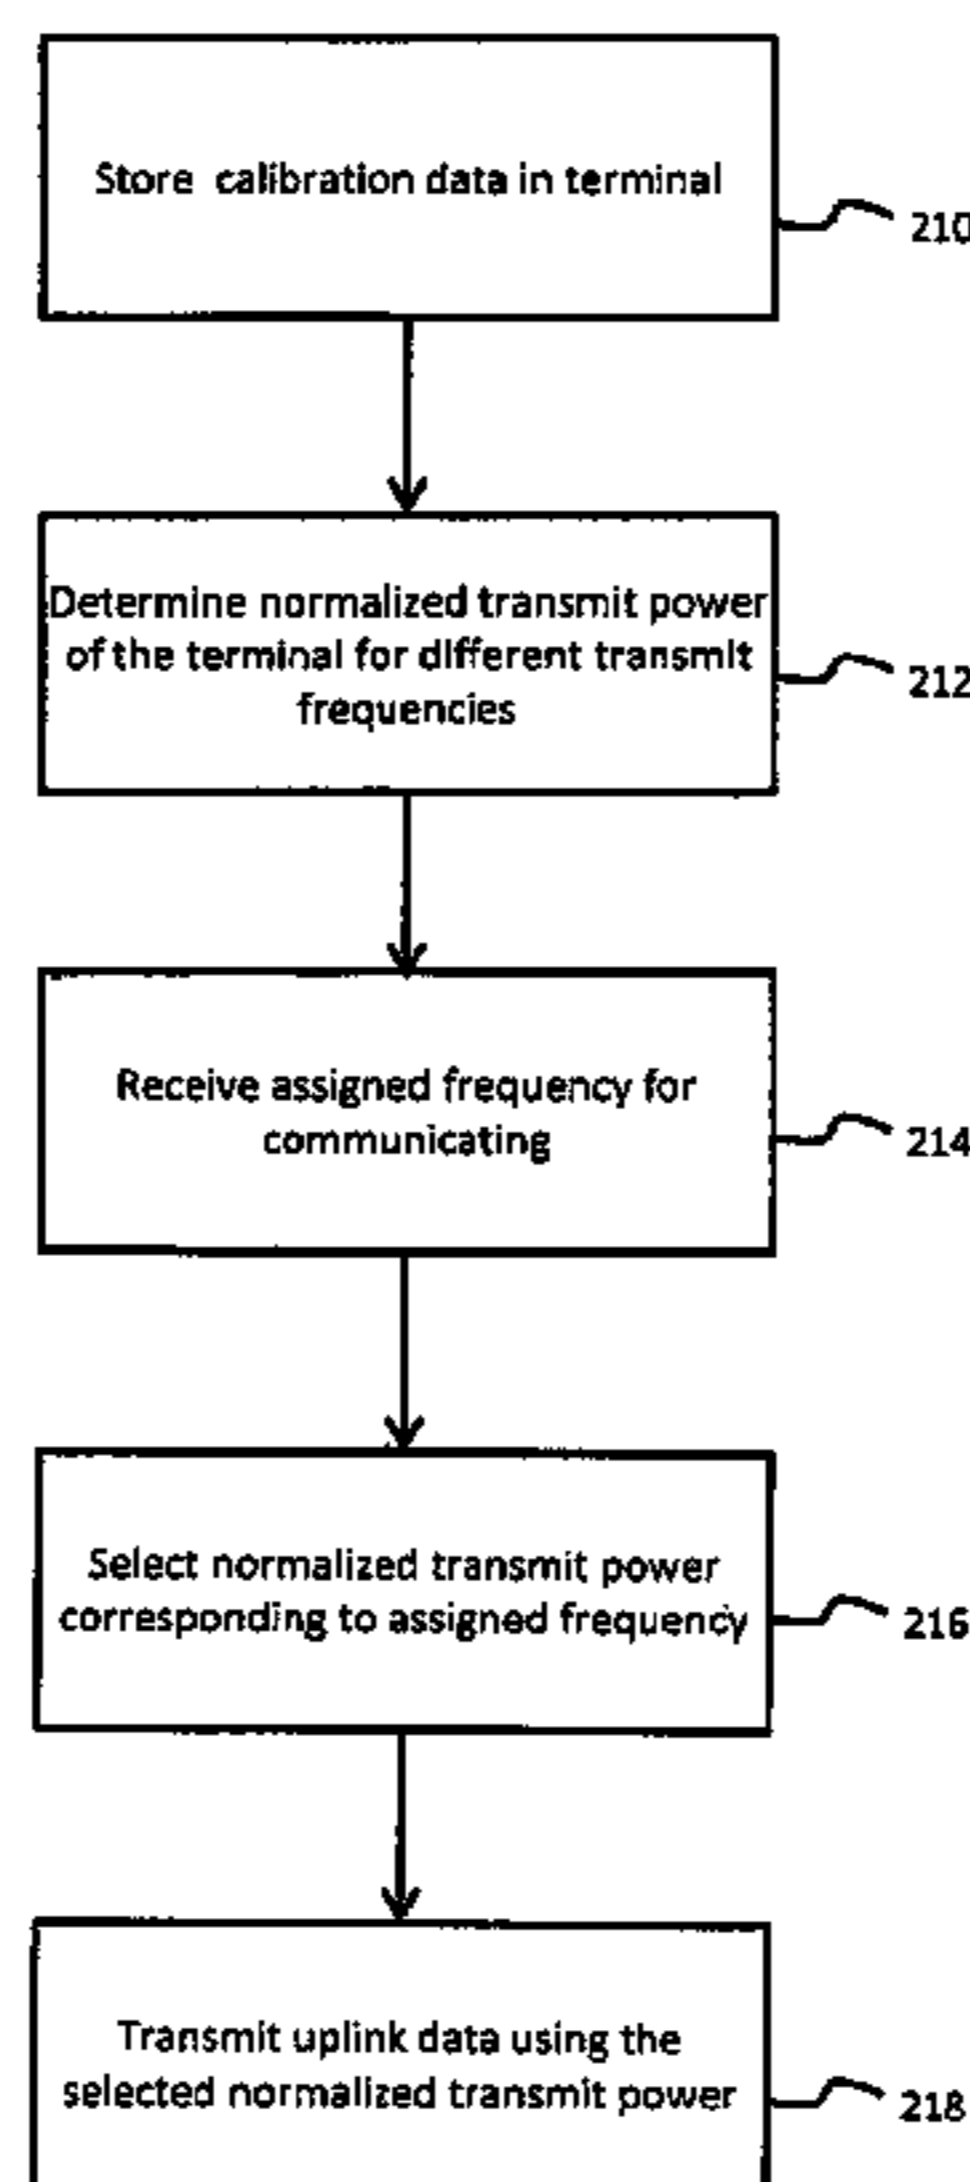 Store calibration data in terminal
210
Determine normalized transmit power
of the terminal for different transmit
frequencies
212
Receive assigned frequency for
communicating
214
Select normalized transmit power
corresponding to assigned frequency
216
Transmit uplink data using the
selected normalized transmit power
218